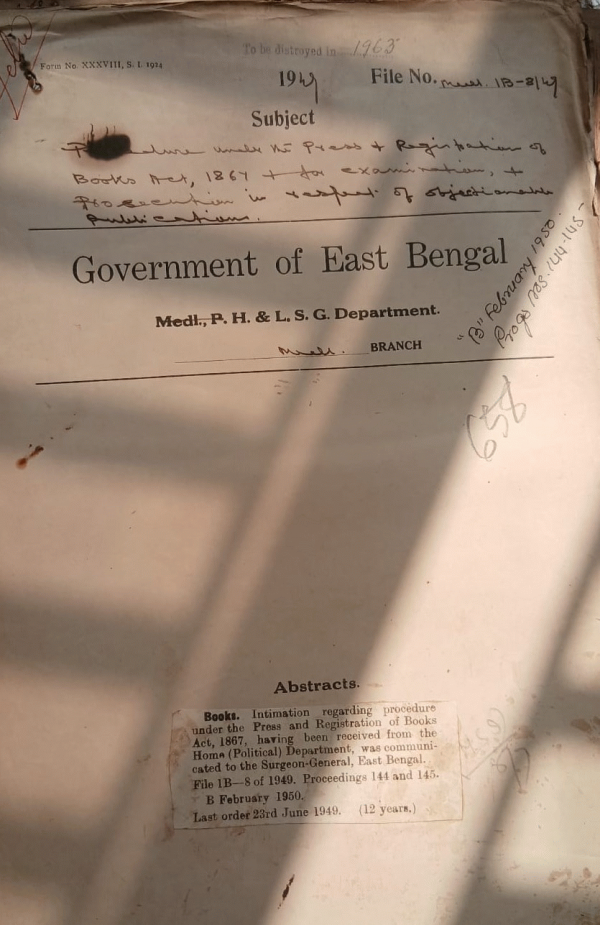 To be distroyed in 1963
Form No. XXXVIII, S. I. 1924
1949 File No. Medl. 1B-8/49
Subject
Procedure under the Press & Registration of
Books Act, 1867 & for examination, &
Prosecution in respect of objectionable
Publications.
Government of East Bengal
Medl., P. H. & L. S. G. Department.
Medl. BRANCH
"B" February 1950.
Progs Nos. 144-145-
658
Abstracts.
Books. Intimation regarding procedure
under the Press and Registration of Books
Act, 1867, having been received from the
Home (Political) Department, was communi-
cated to the Surgeon-General, East Bengal.
File 1B—8 of 1949. Proceedings 144 and 145.
B February 1950.
Last order 23rd June 1949. (12 years.)